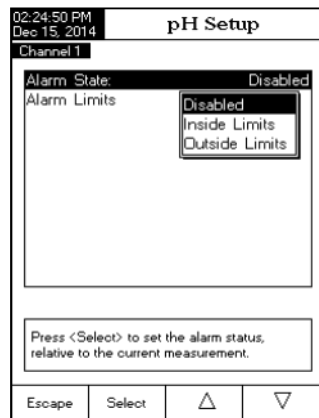 02:24:50 PM
Dec 15, 2014
pH Setup
Channel 1
Alarm State: Disabled
Alarm Limits
Disabled
Inside Limits
Outside Limits
Press <Select> to set the alarm status,
relative to the current measurement.
Escape Select △ ▽